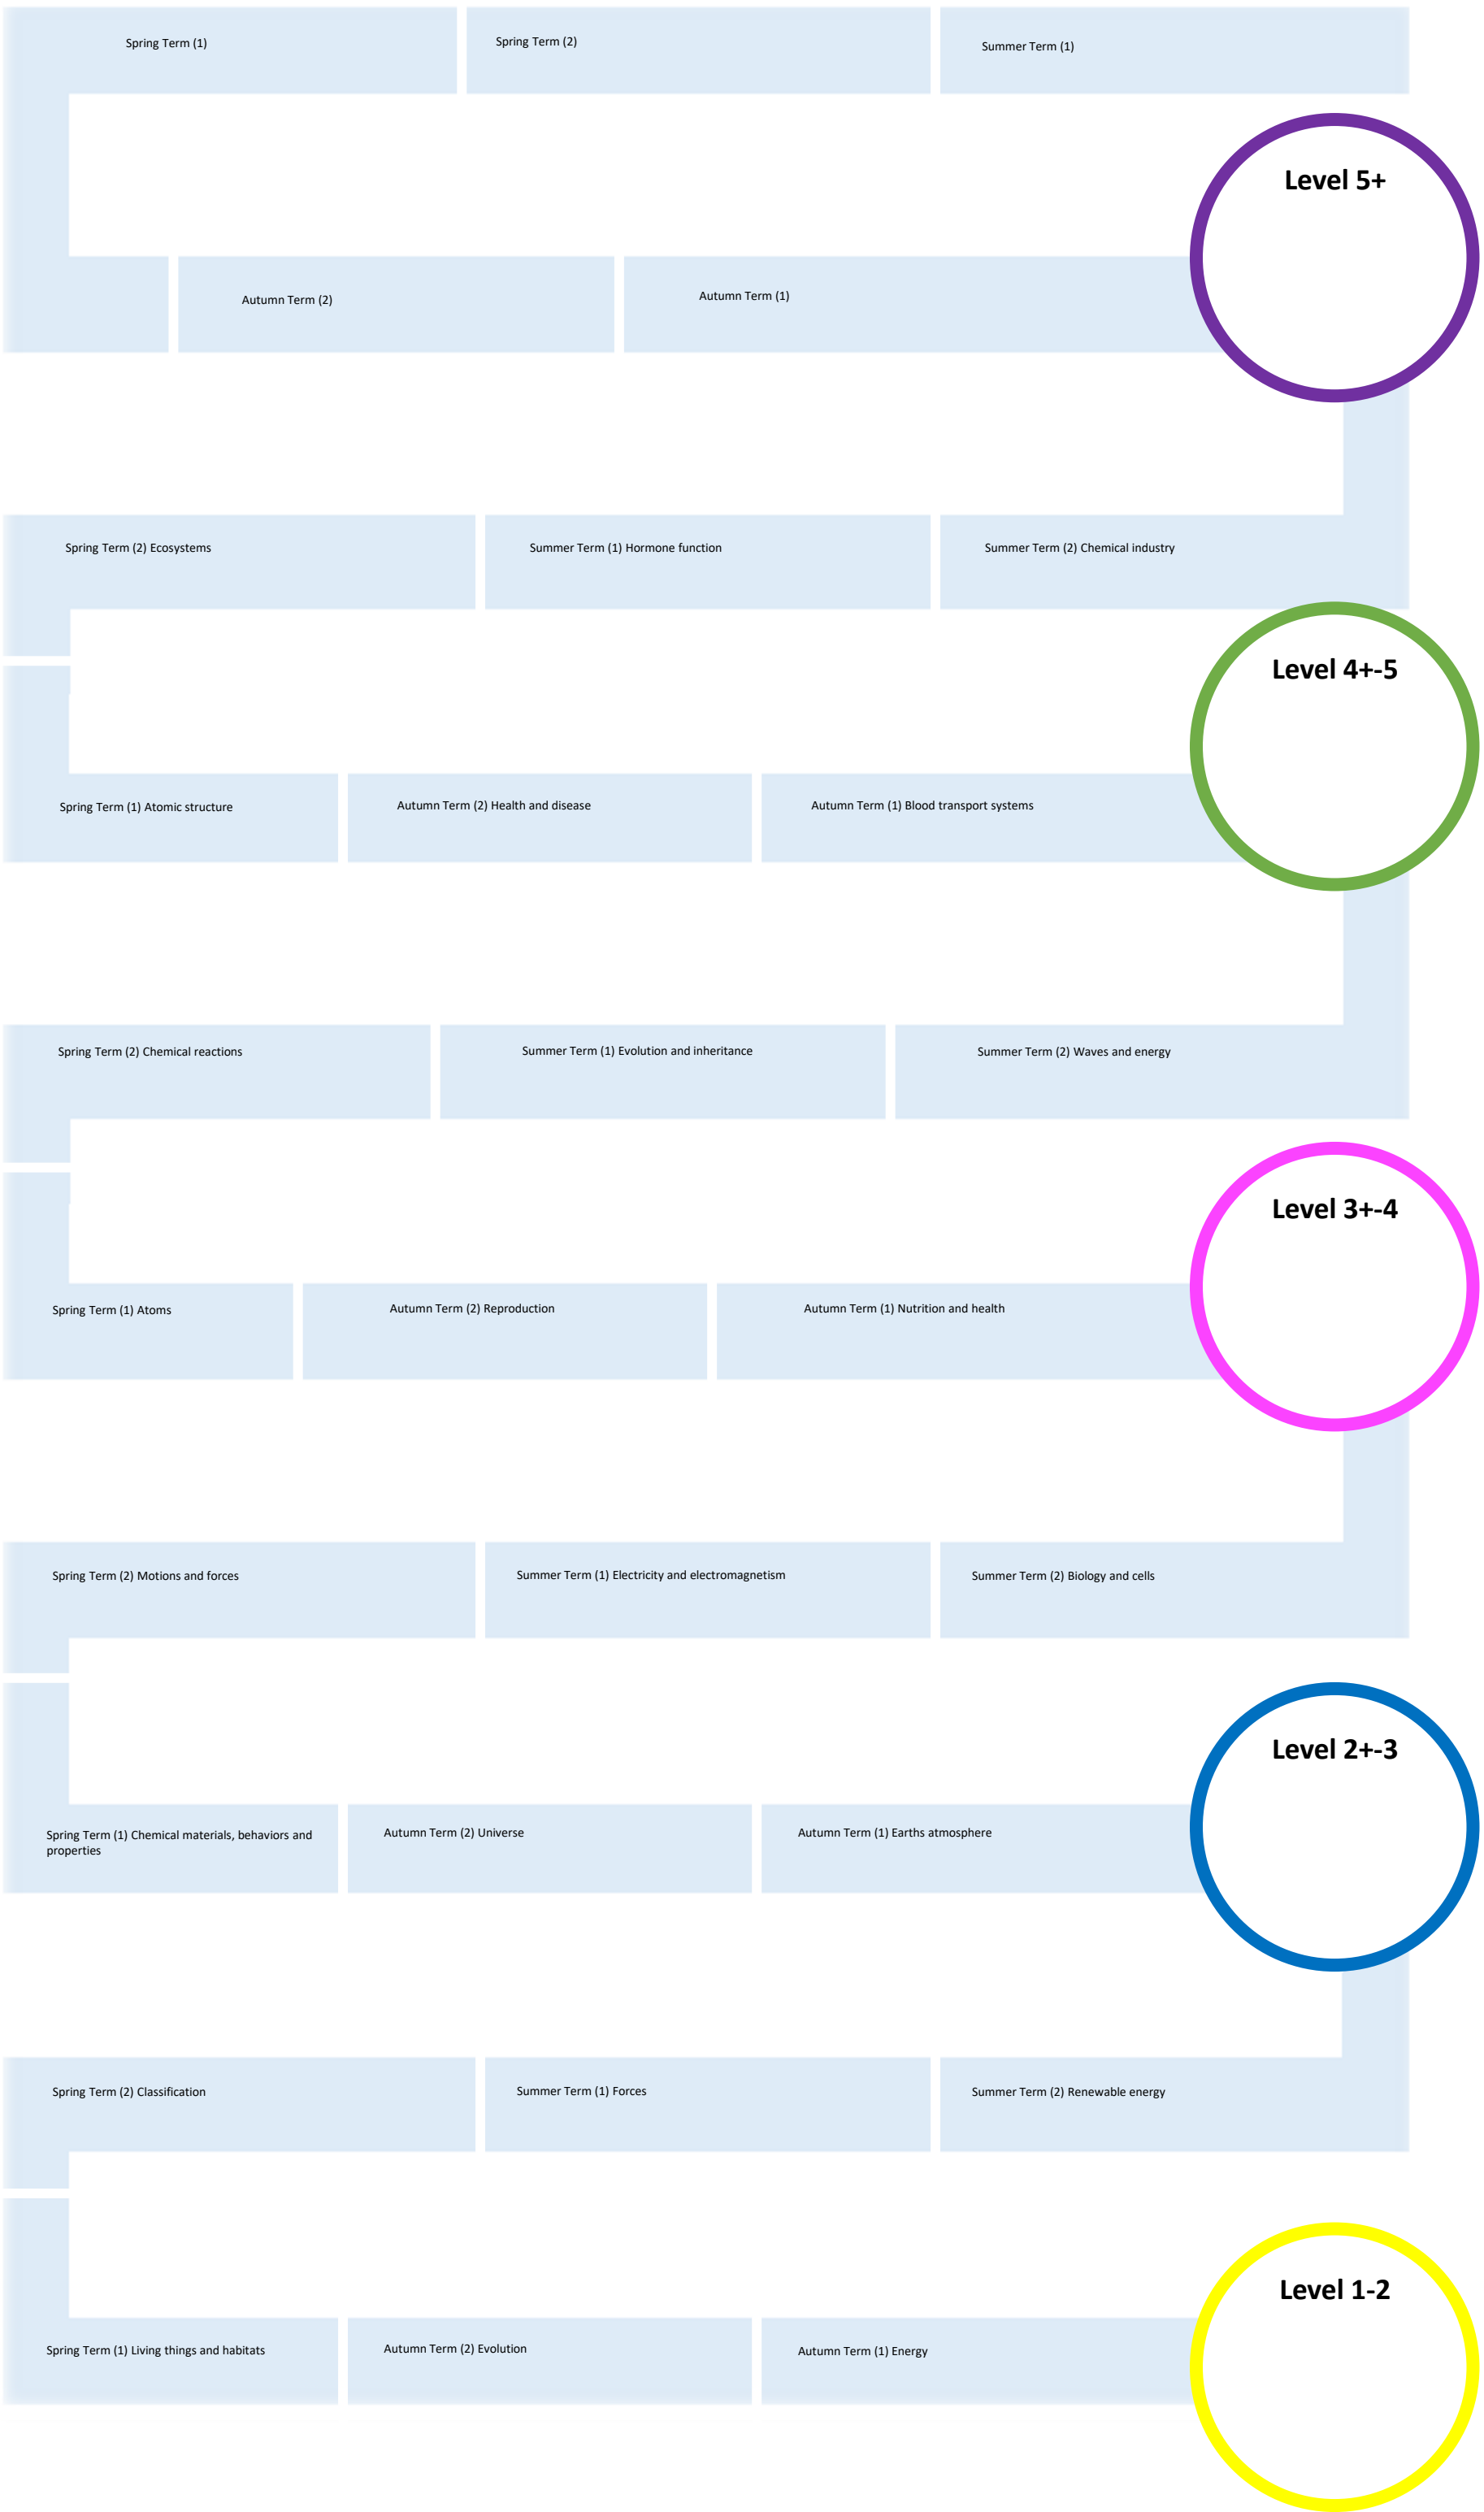 Spring Term (1)
Spring Term (2)
Summer Term (1)
Level 5+
Autumn Term (2)
Autumn Term (1)
Spring Term (2) Ecosystems
Summer Term (1) Hormone function
Summer Term (2) Chemical industry
Level 4+-5
Spring Term (1) Atomic structure
Autumn Term (2) Health and disease
Autumn Term (1) Blood transport systems
Spring Term (2) Chemical reactions
Summer Term (1) Evolution and inheritance
Summer Term (2) Waves and energy
Level 3+-4
Spring Term (1) Atoms
Autumn Term (2) Reproduction
Autumn Term (1) Nutrition and health
Spring Term (2) Motions and forces
Summer Term (1) Electricity and electromagnetism
Summer Term (2) Biology and cells
Level 2+-3
Spring Term (1) Chemical materials, behaviors and
properties
Autumn Term (2) Universe
Autumn Term (1) Earths atmosphere
Spring Term (2) Classification
Summer Term (1) Forces
Summer Term (2) Renewable energy
Level 1-2
Spring Term (1) Living things and habitats
Autumn Term (2) Evolution
Autumn Term (1) Energy